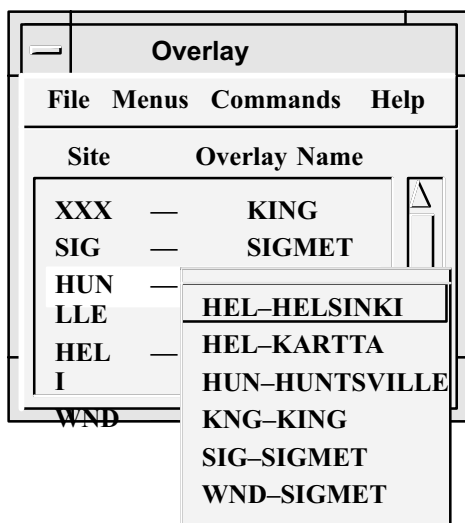 Overlay
File Menus Commands Help
Site Overlay Name
XXX — KING
SIG — SIGMET
HUN —
LLE
HEL —
I
WND
HEL–HELSINKI
HEL–KARTTA
HUN–HUNTSVILLE
KNG–KING
SIG–SIGMET
WND–SIGMET